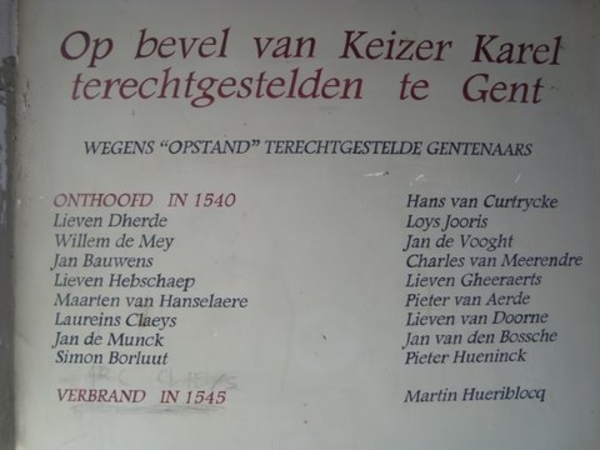 Op bevel van Keizer Karel
terechtgestelden te Gent
WEGENS "OPSTAND" TERECHTGESTELDE GENTENAARS
ONTHOOFD IN 1540
Lieven Dherde
Willem de Mey
Jan Bauwens
Lieven Hebschaep
Maarten van Hanselaere
Laureins Claeys
Jan de Munck
Simon Borluut
CLAEYS
VERBRAND IN 1545
Hans van Curtrycke
Loys Jooris
Jan de Vooght
Charles van Meerendre
Lieven Gheeraerts
Pieter van Aerde
Lieven van Doorne
Jan van den Bossche
Pieter Hueninck
Martin Hueriblocq